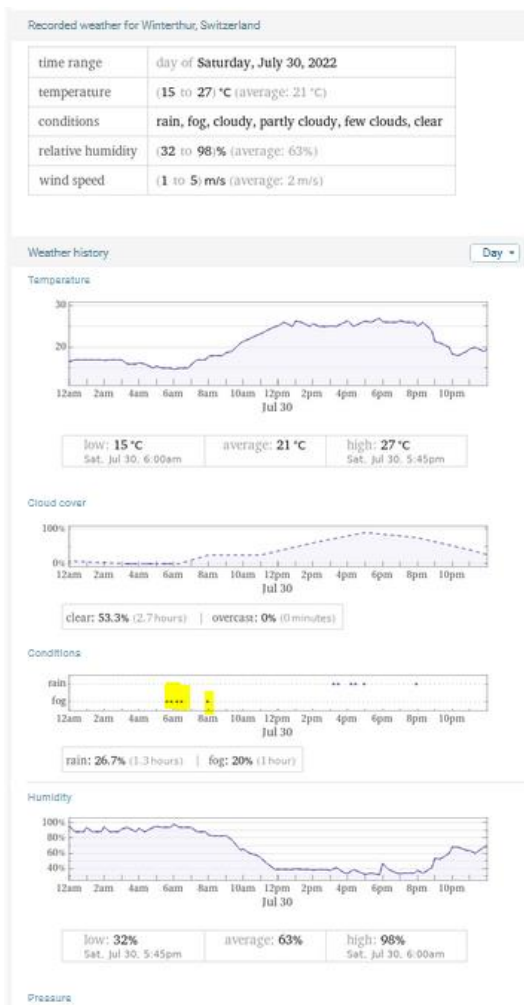 Recorded weather for Winterthur, Switzerland
time range day of Saturday, July 30, 2022
temperature (15 to 27) °C (average: 21 °C)
conditions rain, fog, cloudy, partly cloudy, few clouds, clear
relative humidity (32 to 98)% (average: 63%)
wind speed (1 to 5) m/s (average: 2 m/s)
Weather history Day
Temperature
30
20
12am 2am 4am 6am 8am 10am 12pm 2pm 4pm 6pm 8pm 10pm
Jul 30
low: 15 °C average: 21 °C high: 27 °C
Sat, Jul 30, 6:00am Sat, Jul 30, 5:45pm
Cloud cover
100%
0%
12am 2am 4am 6am 8am 10am 12pm 2pm 4pm 6pm 8pm 10pm
Jul 30
clear: 53.3% (2.7 hours) | overcast: 0% (0 minutes)
Conditions
rain
fog
12am 2am 4am 6am 8am 10am 12pm 2pm 4pm 6pm 8pm 10pm
Jul 30
rain: 26.7% (1.3 hours) | fog: 20% (1 hour)
Humidity
100%
80%
60%
40%
12am 2am 4am 6am 8am 10am 12pm 2pm 4pm 6pm 8pm 10pm
Jul 30
low: 32% average: 63% high: 98%
Sat, Jul 30, 5:45pm Sat, Jul 30, 6:00am
Pressure